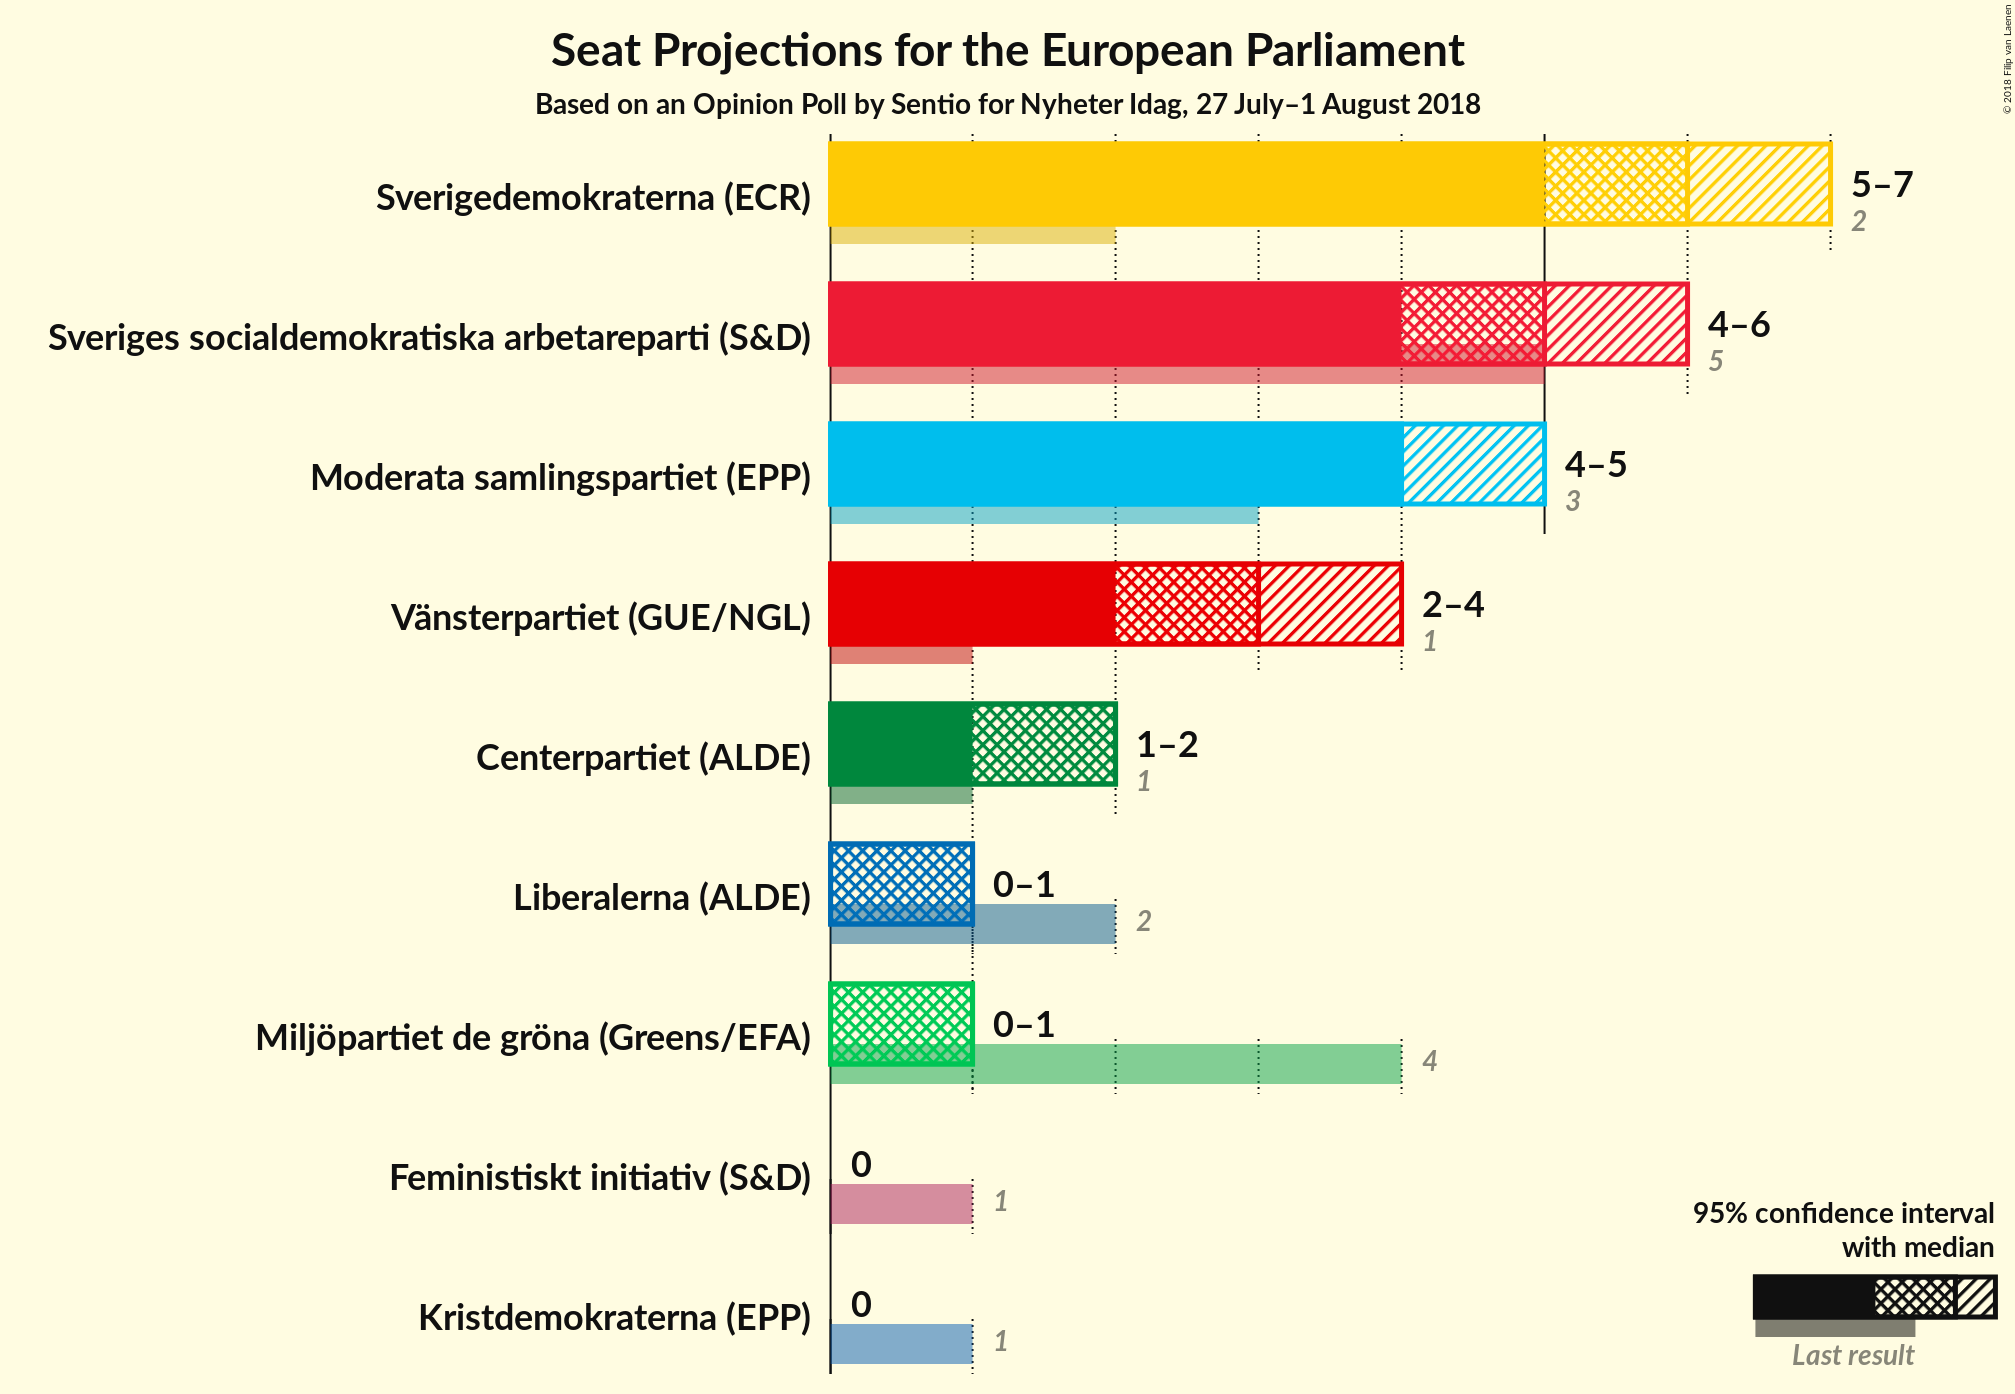 Seat Projections for the European Parliament
Based on an Opinion Poll by Sentio for Nyheter Idag, 27 July–1 August 2018
© 2018 Filip van Laenen
Sverigedemokraterna (ECR)
5–7
2
Sveriges socialdemokratiska arbetareparti (S&D)
4–6
5
Moderata samlingspartiet (EPP)
4–5
3
Vänsterpartiet (GUE/NGL)
2–4
1
Centerpartiet (ALDE)
1–2
1
Liberalerna (ALDE)
0–1
2
Miljöpartiet de gröna (Greens/EFA)
0–1
4
Feministiskt initiativ (S&D)
0
1
Kristdemokraterna (EPP)
0
1
95% confidence interval
with median
Last result